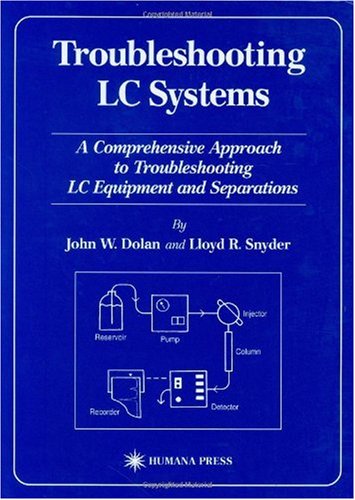 Troubleshooting
LC Systems
A Comprehensive Approach
to Troubleshooting
LC Equipment and Separations
By
John W. Dolan and Lloyd R. Snyder
Reservoir
Pump
Injector
Column
Recorder
Detector
HUMANA PRESS